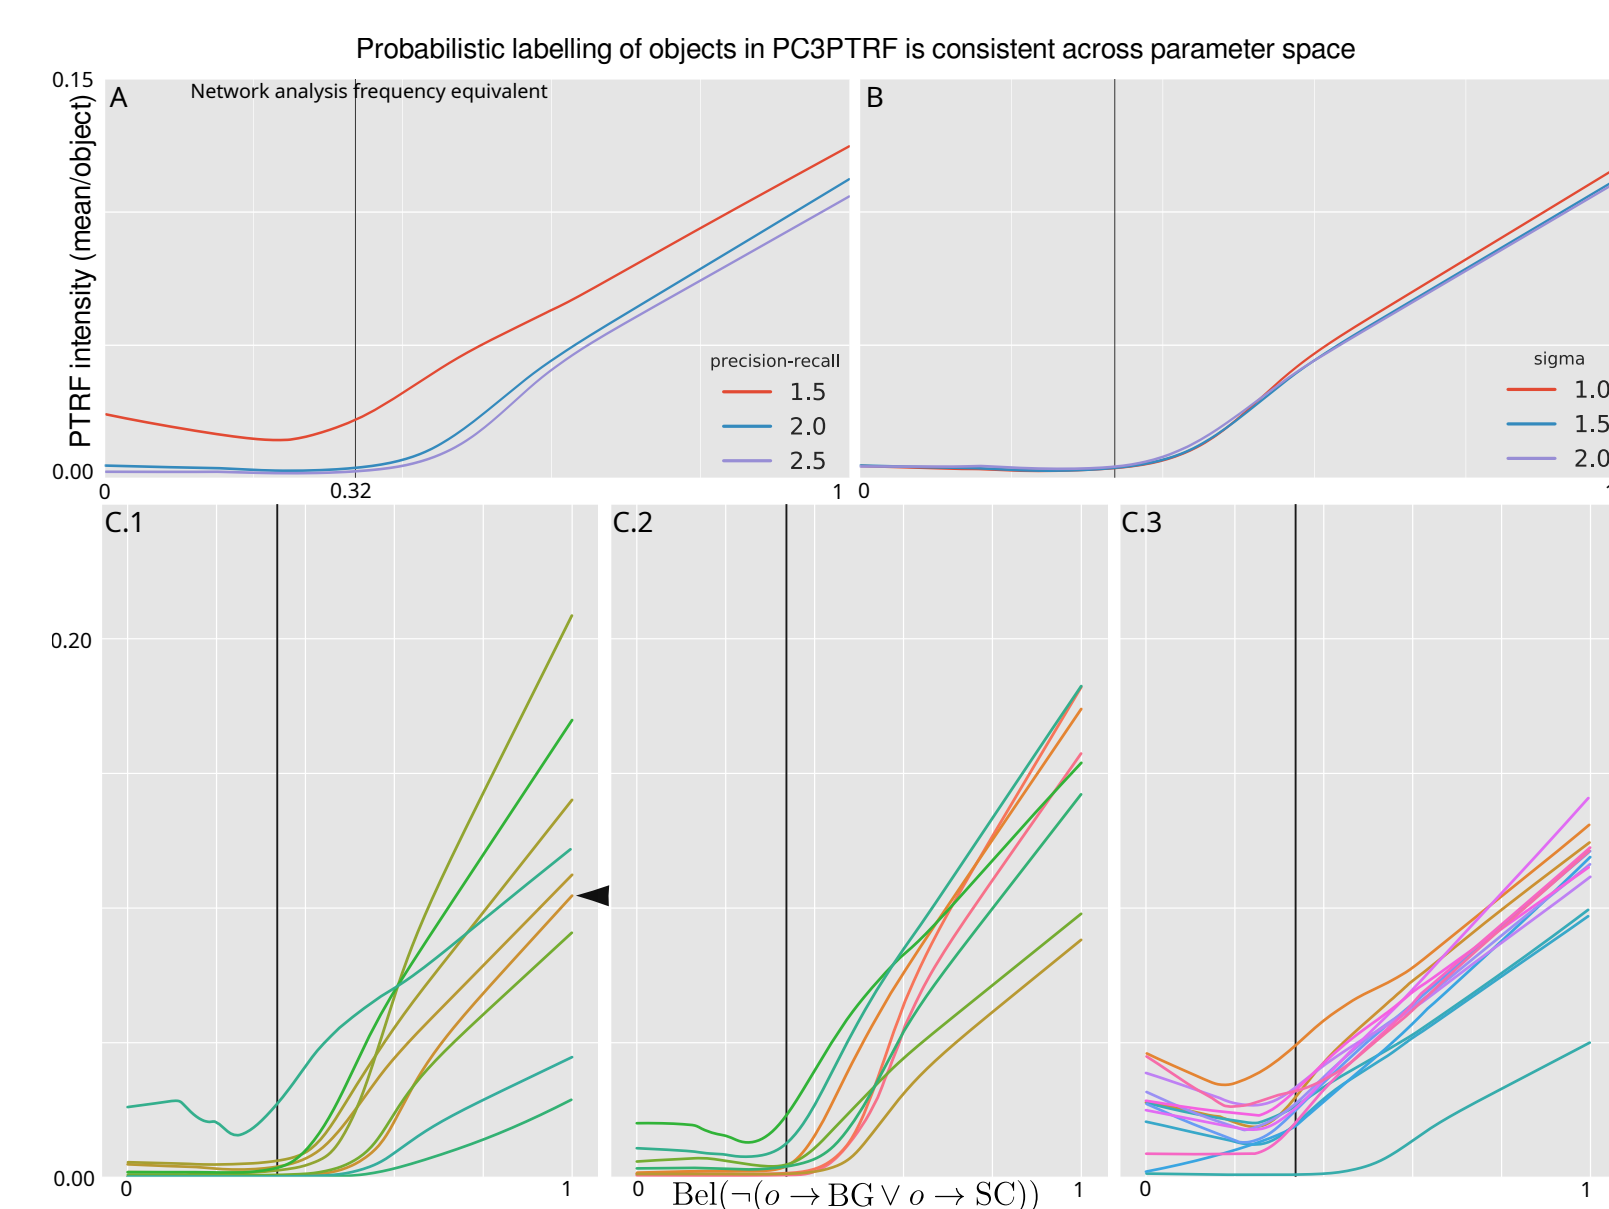 Probabilistic labelling of objects in PC3PTRF is consistent across parameter space
PTRF intensity (mean/object)
0.15
A
Network analysis frequency equivalent
precision-recall
1.5
2.0
2.5
0.00
0
0.32
1
B
sigma
1.0
1.5
2.0
0
1
C.1
0.20
0.00
0
1
C.2
0
1
C.3
0
1
Bel(¬(o → BG ∨ o → SC))